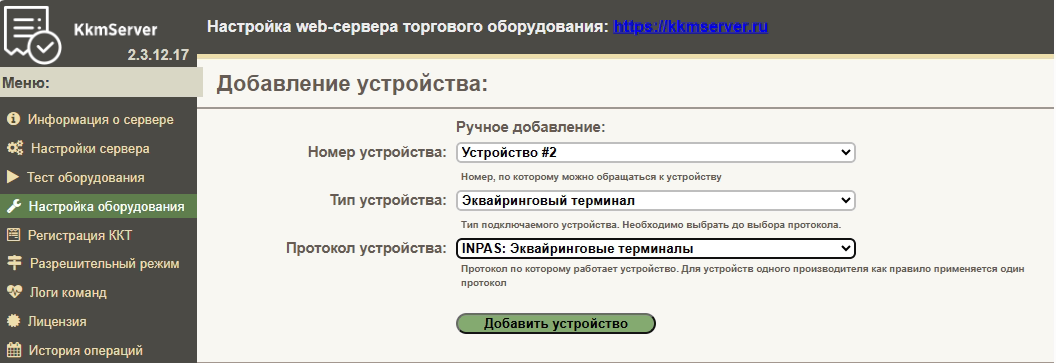 KkmServer
2.3.12.17
Настройка web-сервера торгового оборудования: https://kkmserver.ru
Меню:
Информация о сервере
Настройки сервера
Тест оборудования
Настройка оборудования
Регистрация ККТ
Разрешительный режим
Логи команд
Лицензия
История операций
Добавление устройства:
Ручное добавление:
Номер устройства: Устройство #2
Номер, по которому можно обращаться к устройству
Тип устройства: Эквайринговый терминал
Тип подключаемого устройства. Необходимо выбрать до выбора протокола.
Протокол устройства: INPAS: Эквайринговые терминалы
Протокол по которому работает устройство. Для устройств одного производителя как правило применяется один
протокол
Добавить устройство